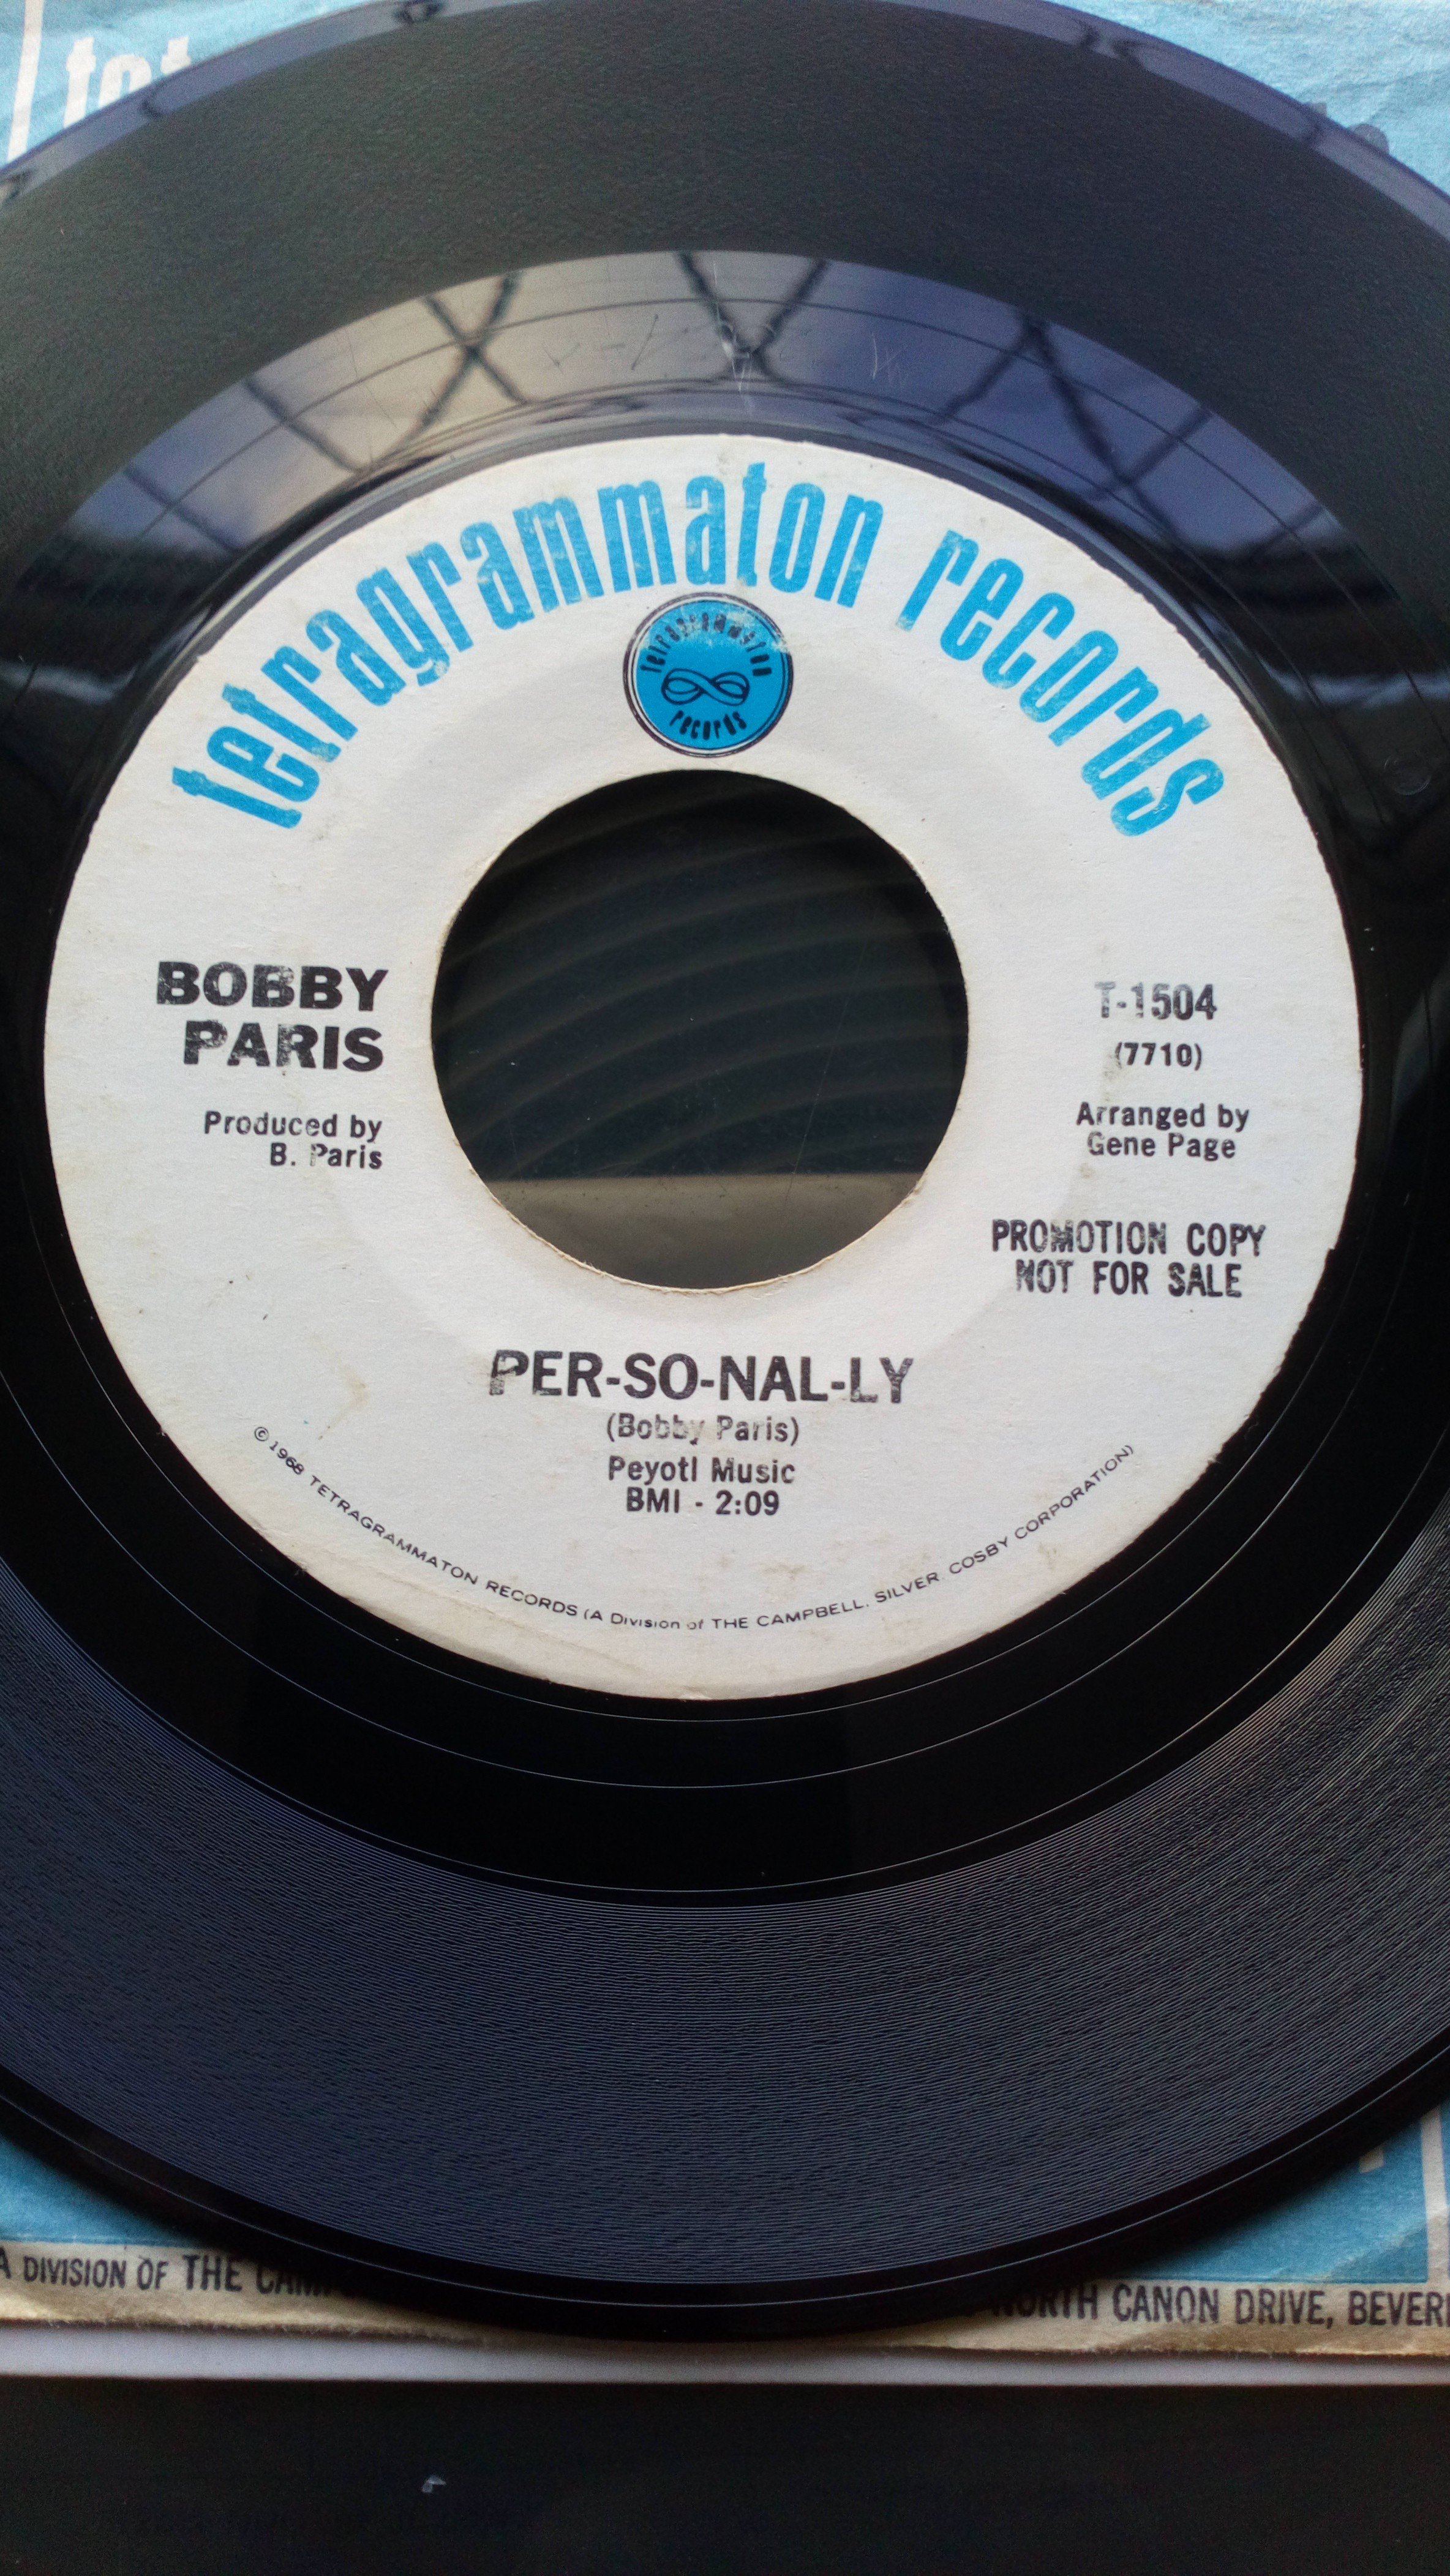 tet
tetragrammaton records
tetragrammaton
records
BOBBY
PARIS
Produced by
B. Paris
T-1504
(7710)
Arranged by
Gene Page
PROMOTION COPY
NOT FOR SALE
PER-SO-NAL-LY
(Bobby Paris)
Peyotl Music
BMI - 2:09
©1968 TETRAGRAMMATON RECORDS (A Division of THE CAMPBELL, SILVER, COSBY CORPORATION)
A DIVISION OF THE CAM
NORTH CANON DRIVE, BEVER